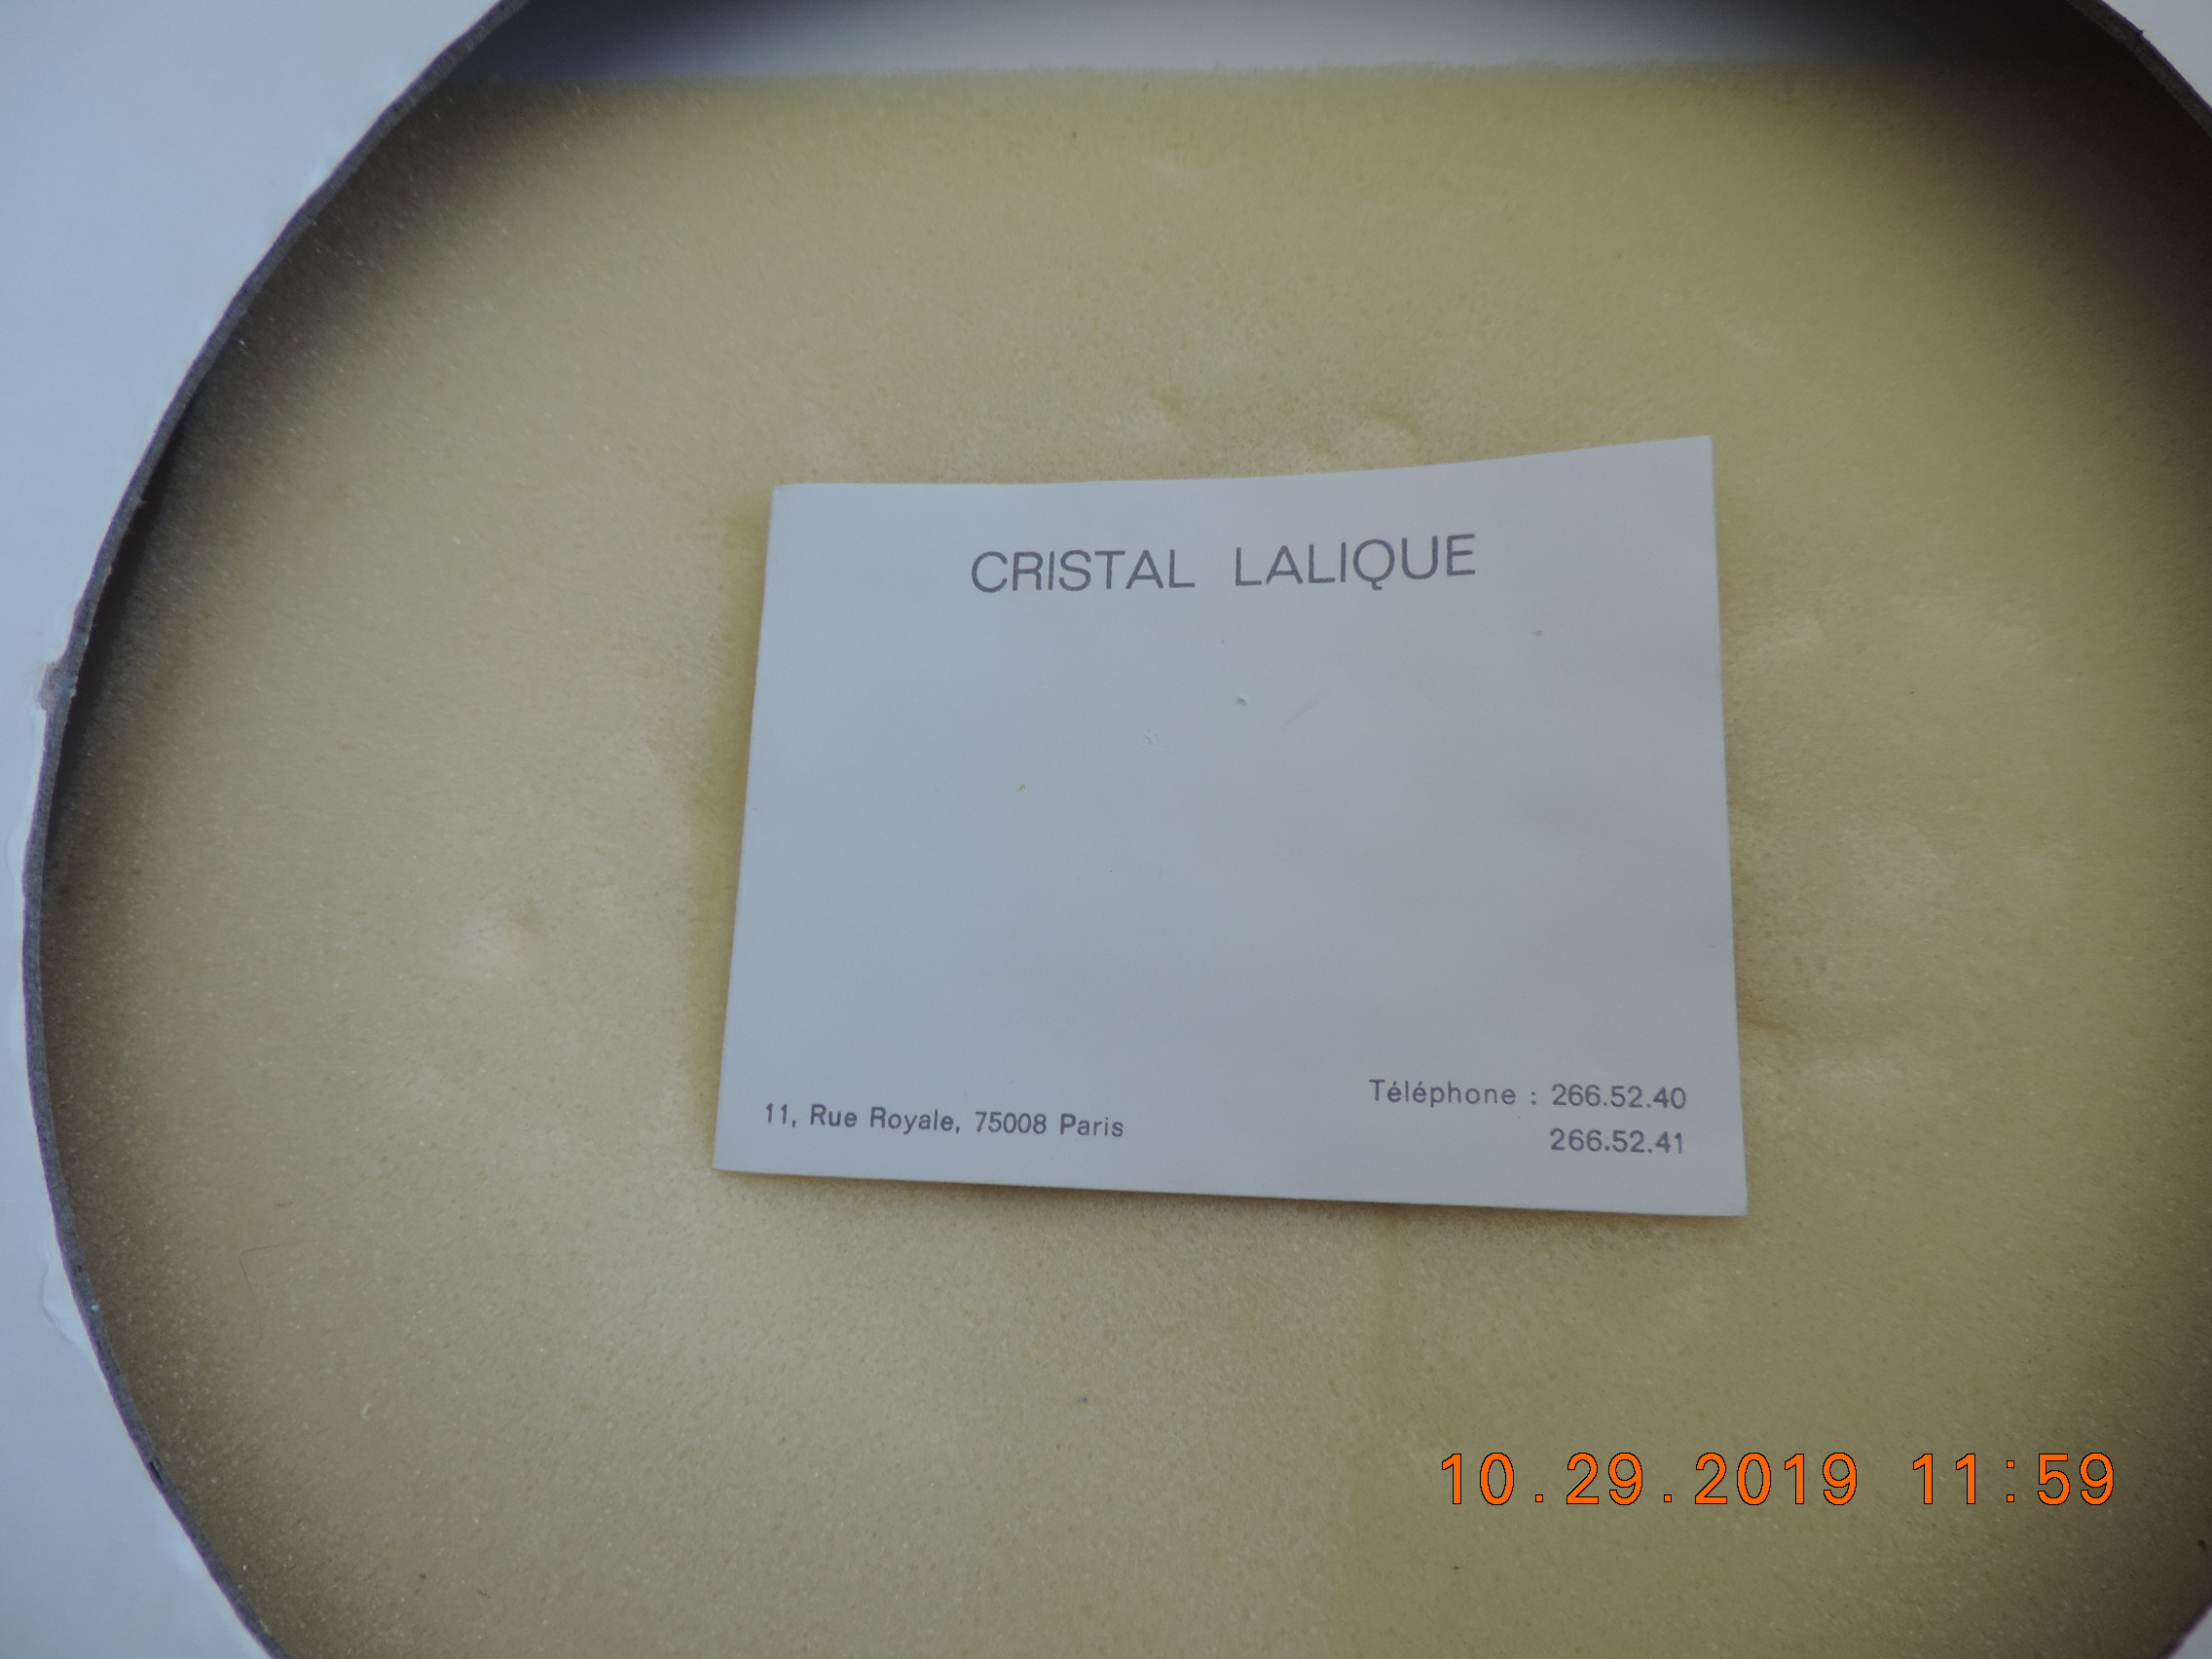 CRISTAL LALIQUE
11, Rue Royale, 75008 Paris
Téléphone : 266.52.40
266.52.41
10.29.2019 11:59